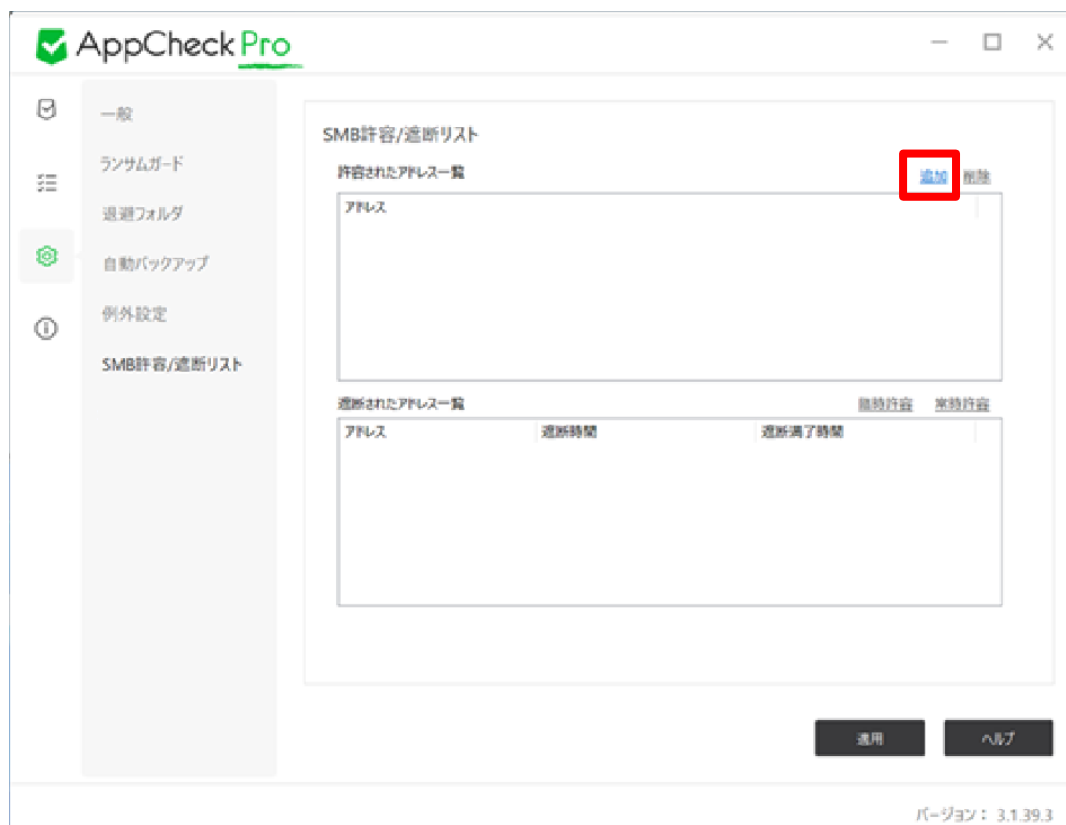 AppCheck Pro
一般
ランサムガード
退避フォルダ
自動バックアップ
例外設定
SMB許容/遮断リスト
SMB許容/遮断リスト
許容されたアドレス一覧 追加 削除
アドレス
遮断されたアドレス一覧 臨時許容 常時許容
アドレス 遮断時間 遮断満了時間
適用 ヘルプ
バージョン： 3.1.39.3